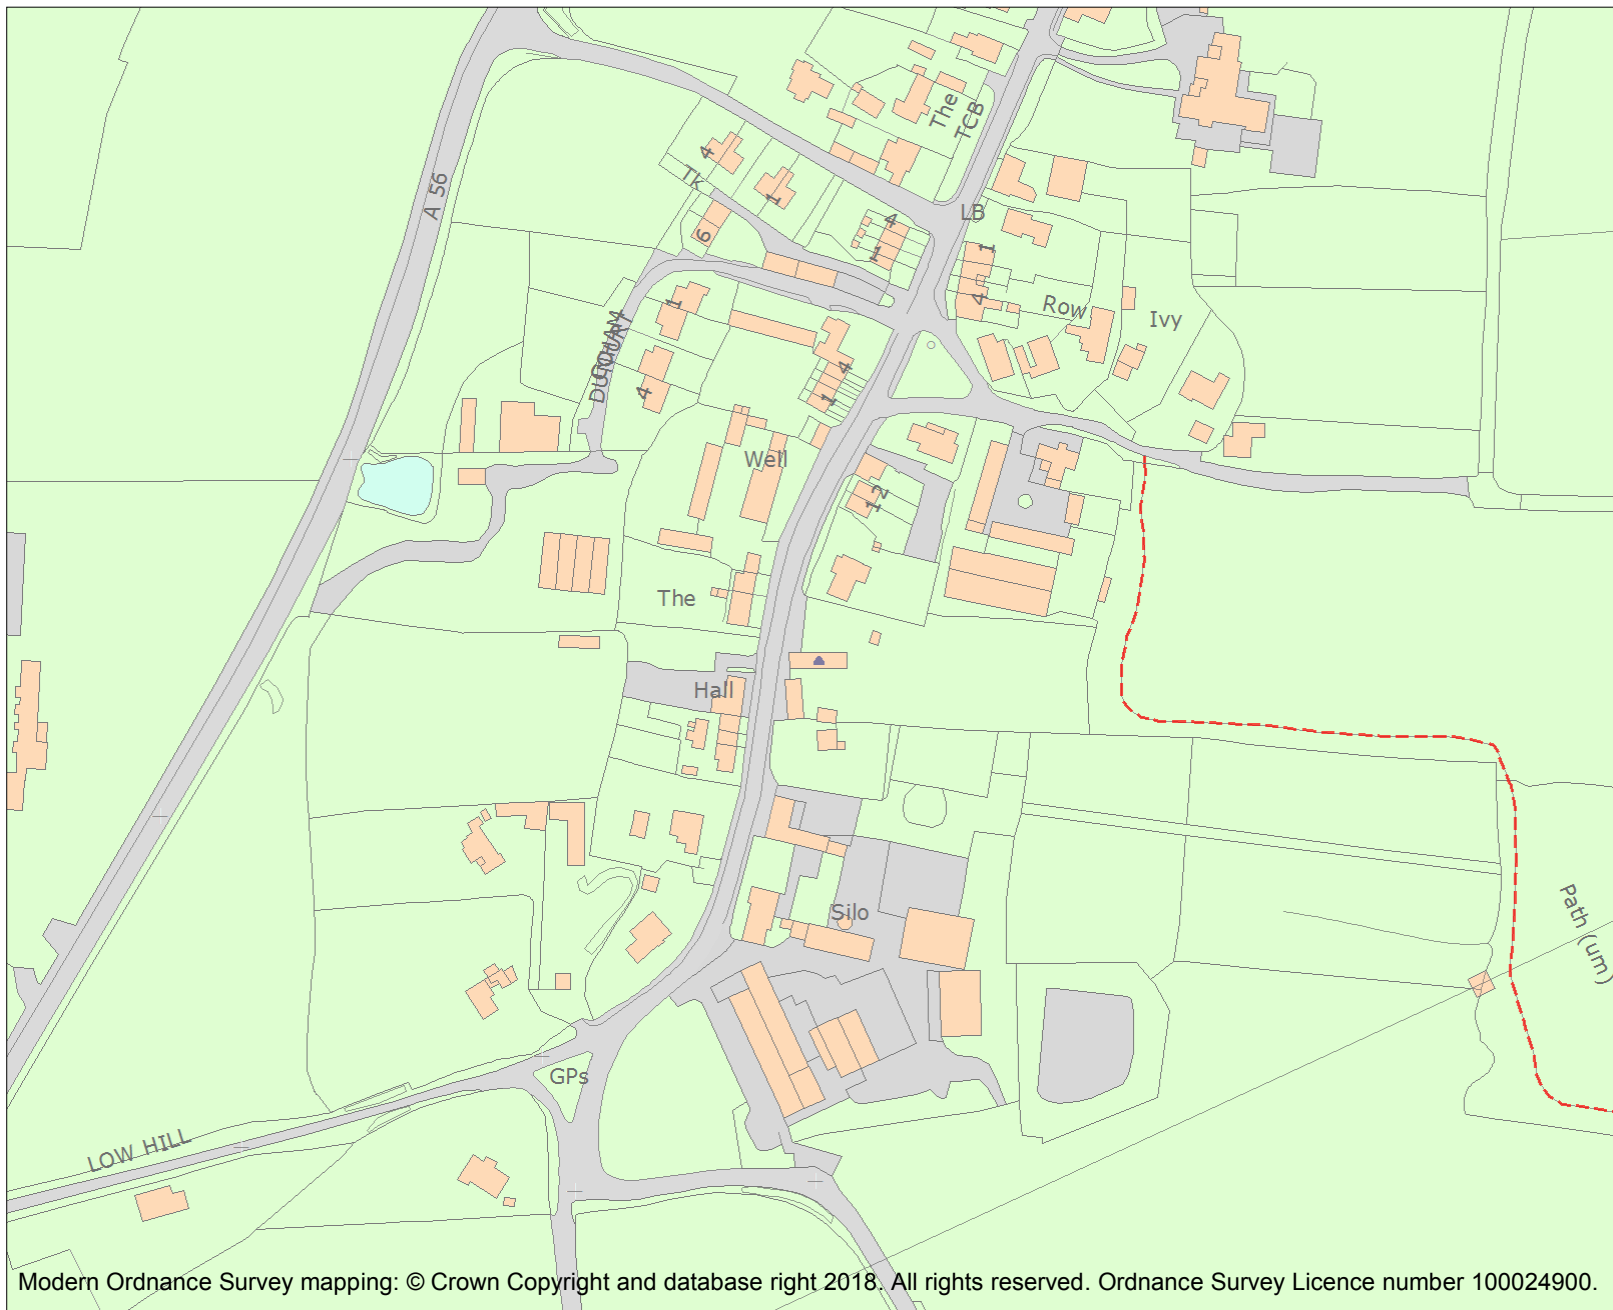 The
TCB
4
Tk
1
A 56
6
LB
4
1
1
4
Row
Ivy
1
DUNHAM
COURT
4
4
1
Well
12
The
Hall
Silo
Path (um)
GPs
LOW HILL
Modern Ordnance Survey mapping: © Crown Copyright and database right 2018. All rights reserved. Ordnance Survey Licence number 100024900.